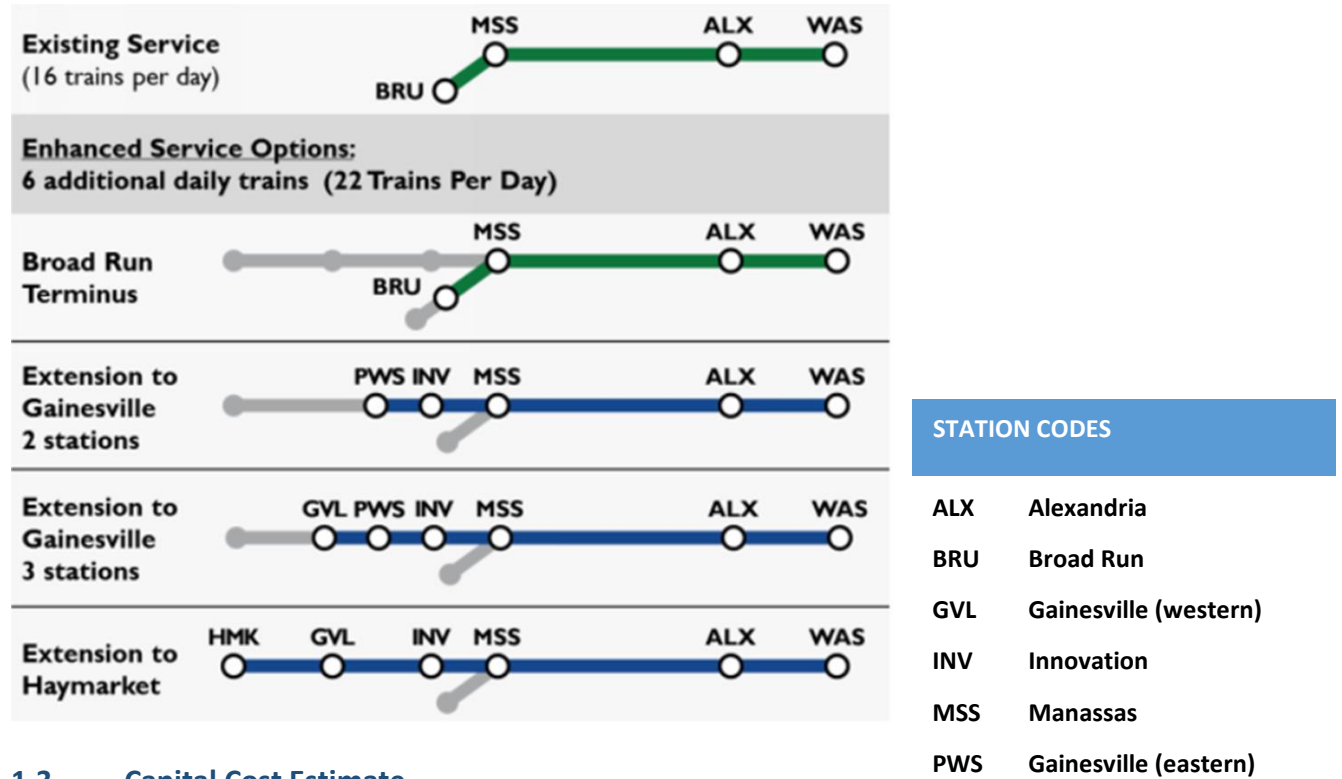 MSS ALX WAS
Existing Service
(16 trains per day)
BRU
Enhanced Service Options:
6 additional daily trains (22 Trains Per Day)
MSS ALX WAS
Broad Run
Terminus
BRU
Extension to
Gainesville
2 stations
PWS INV MSS ALX WAS
Extension to
Gainesville
3 stations
GVL PWS INV MSS ALX WAS
HMK GVL INV MSS ALX WAS
Extension to
Haymarket
STATION CODES
ALX Alexandria
BRU Broad Run
GVL Gainesville (western)
INV Innovation
MSS Manassas
PWS Gainesville (eastern)